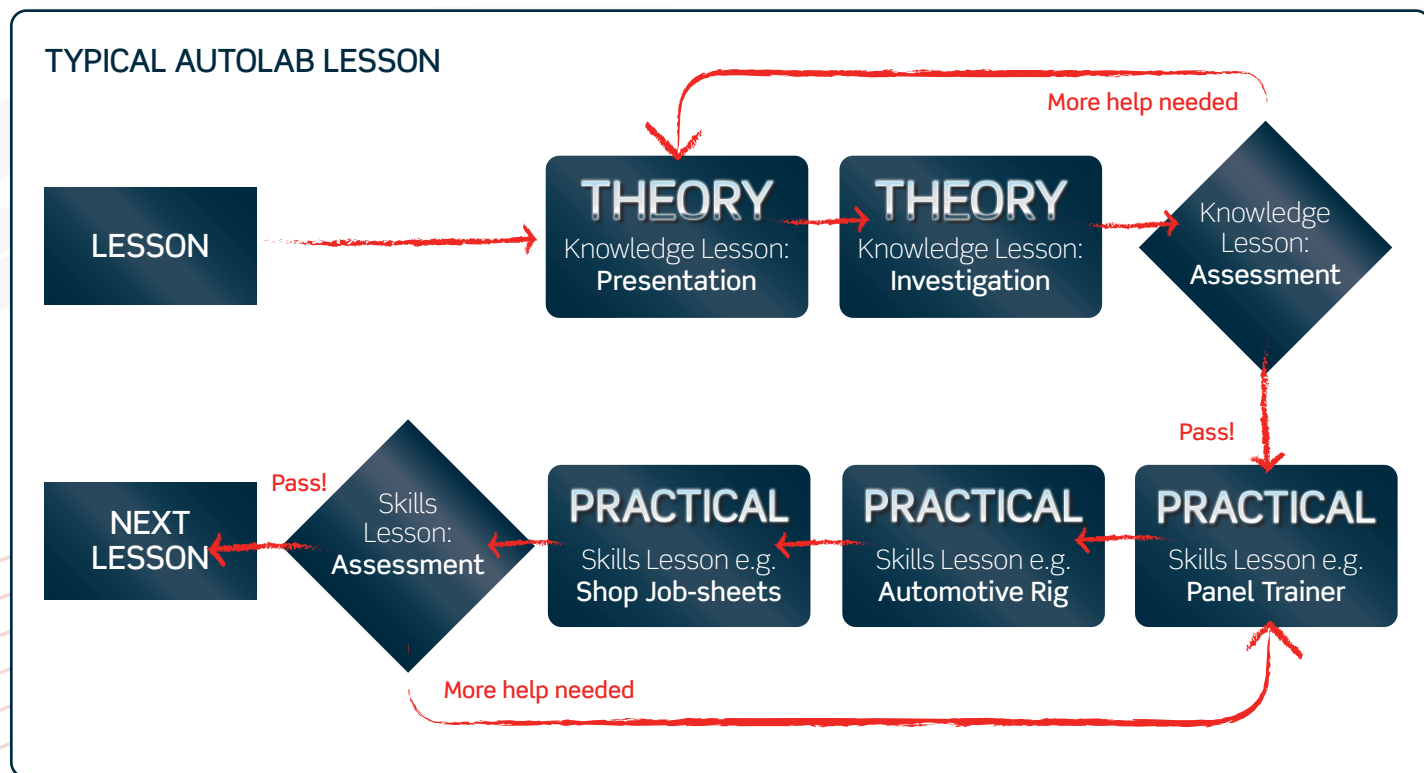 TYPICAL AUTOLAB LESSON
More help needed
LESSON
THEORY
Knowledge Lesson:
Presentation
THEORY
Knowledge Lesson:
Investigation
Knowledge
Lesson:
Assessment
Pass!
PRACTICAL
Skills Lesson e.g.
Panel Trainer
PRACTICAL
Skills Lesson e.g.
Automotive Rig
PRACTICAL
Skills Lesson e.g.
Shop Job-sheets
Skills
Lesson:
Assessment
Pass!
NEXT
LESSON
More help needed